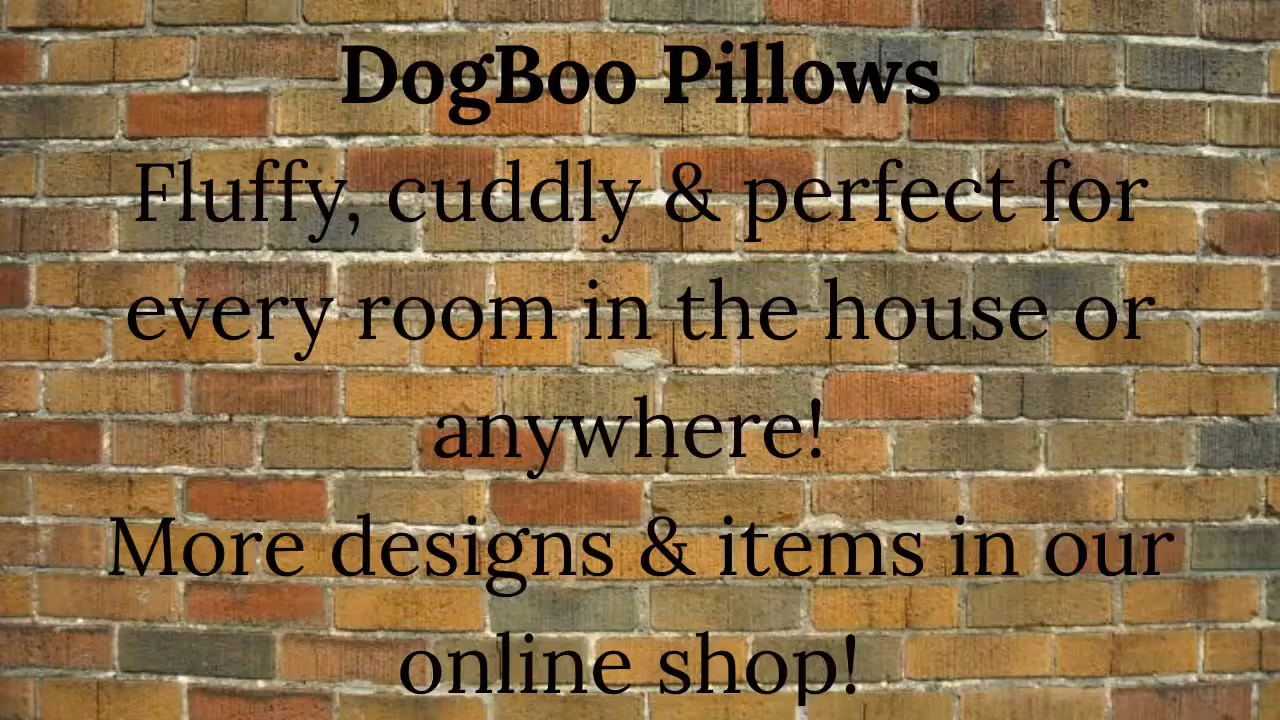 DogBoo Pillows
Fluffy, cuddly & perfect for
every room in the house or
anywhere!
More designs & items in our
online shop!